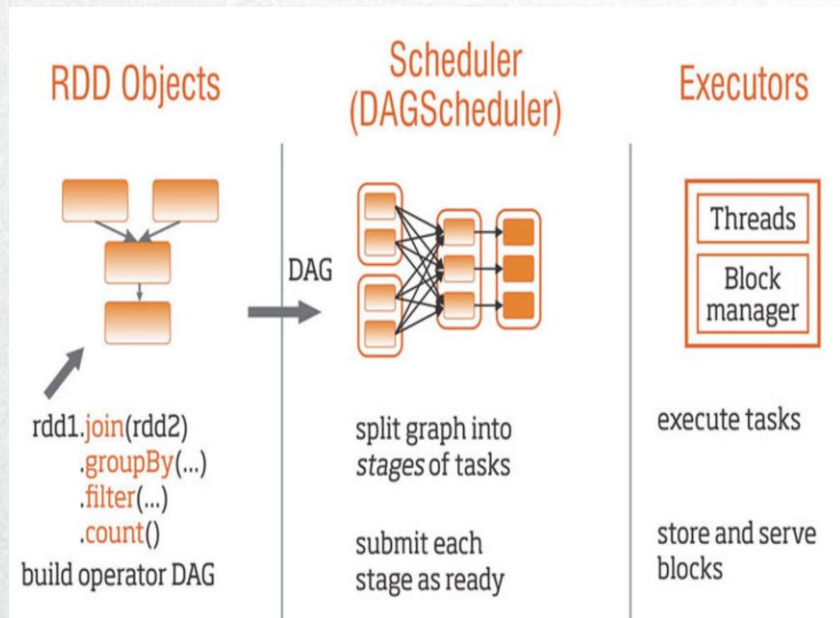 RDD Objects
rdd1.join(rdd2)
.groupBy(...)
.filter(...)
.count()
build operator DAG
DAG
Scheduler
(DAGScheduler)
split graph into
stages of tasks
submit each
stage as ready
Executors
Threads
Block
manager
execute tasks
store and serve
blocks